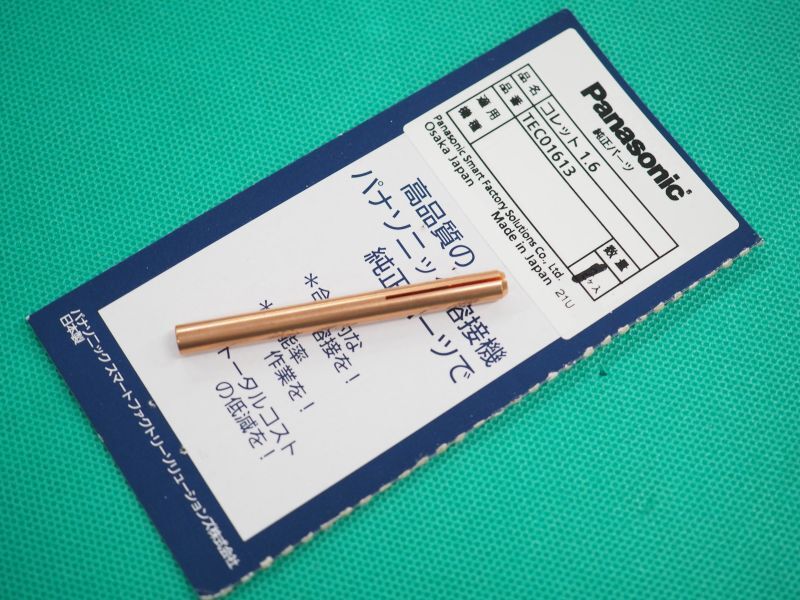 Panasonic
純正パーツ
品名 コレット 1.6
品番 TEC01613
適用
機種
数量
1ヶ入
Panasonic Smart Factory Solutions Co., Ltd
Osaka Japan
Made in Japan 21U
高品質の
パナソニック溶接機
純正パーツで
な
溶接を!
能率
作業を!
トータルコスト
の低減を!
パナソニック スマートファクトリーソリューションズ株式会社
日本製